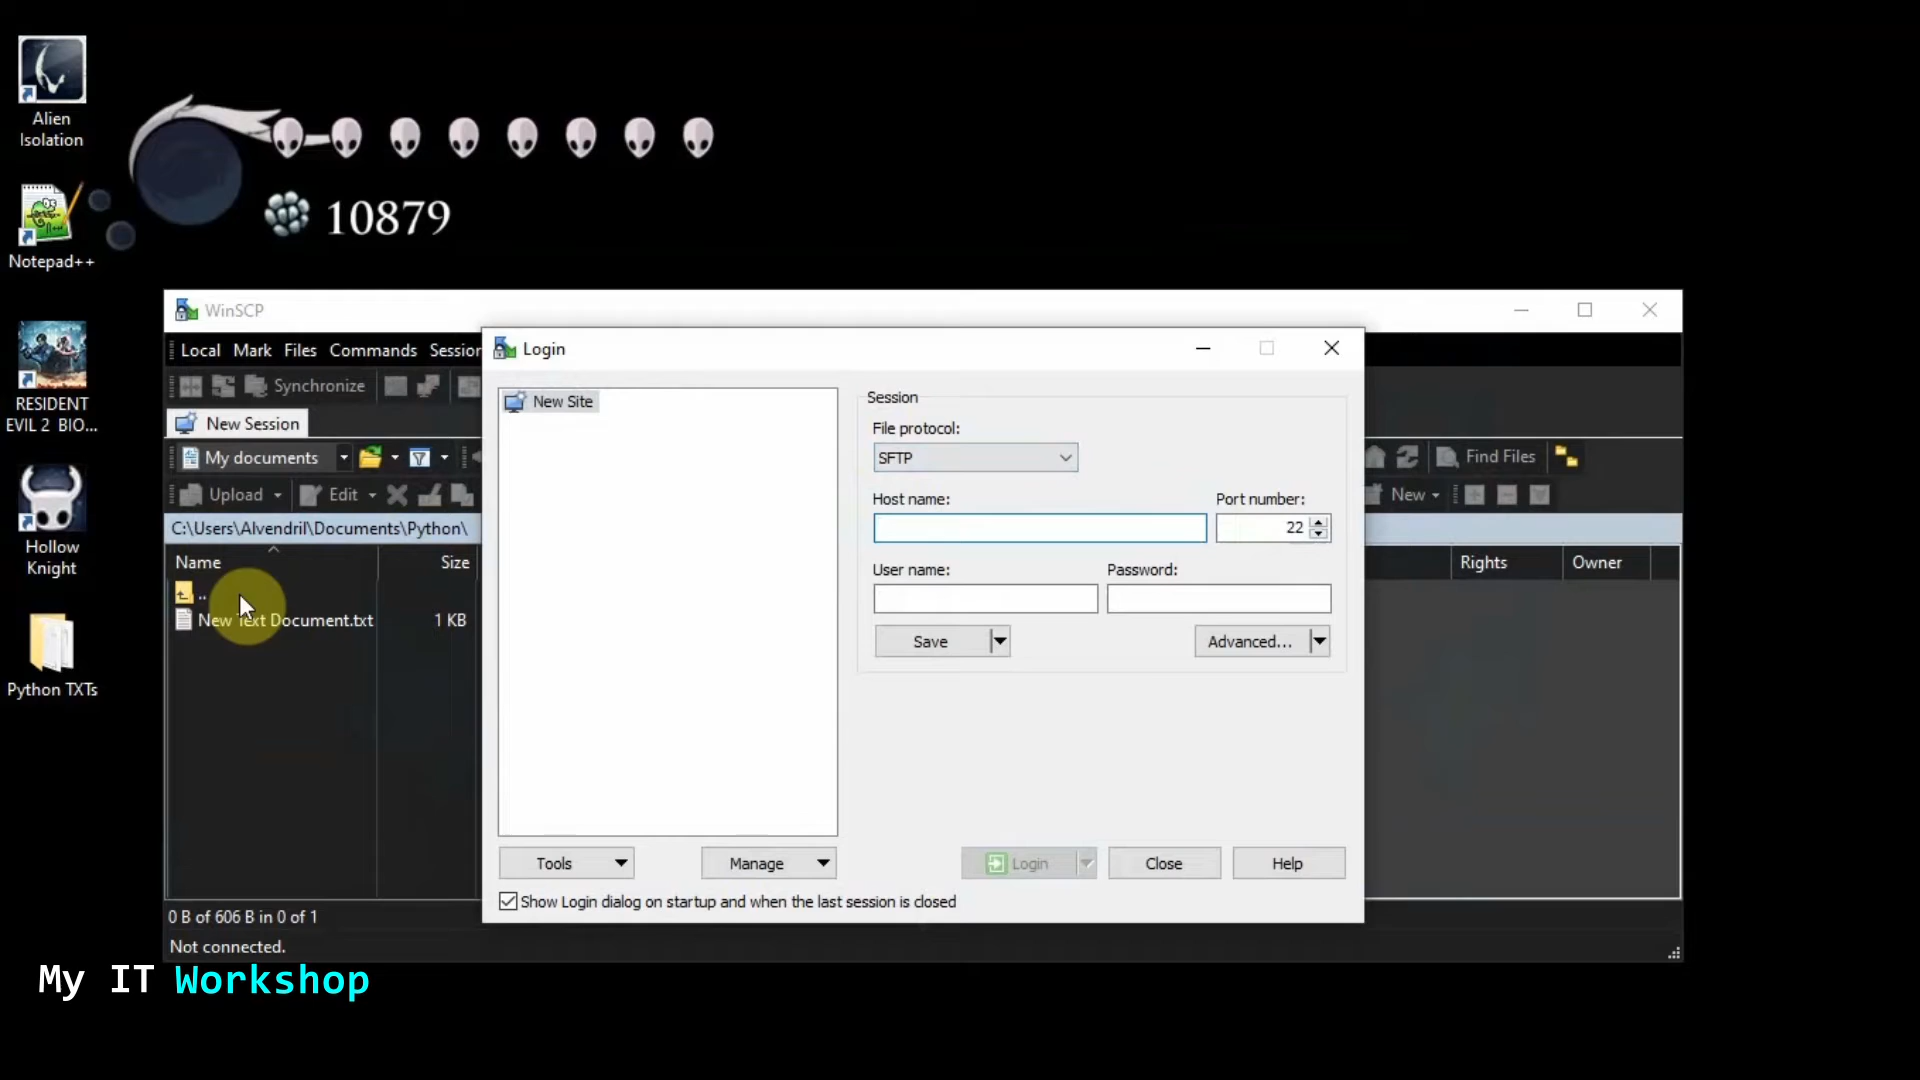 Alien
Isolation
10879
Notepad++
RESIDENT
EVIL 2 BIO...
Hollow
Knight
Python TXTs
WinSCP
Local Mark Files Commands Session
Synchronize
New Session
My documents
Find Files
Upload Edit
New
C:\Users\Alvendril\Documents\Python\
Name Size
Rights Owner
..
New Text Document.txt 1 KB
0 B of 606 B in 0 of 1
Not connected.
Login
New Site
Session
File protocol:
SFTP
Host name: Port number:
22
User name: Password:
Save Advanced...
Tools Manage Login Close Help
Show Login dialog on startup and when the last session is closed
My IT Workshop